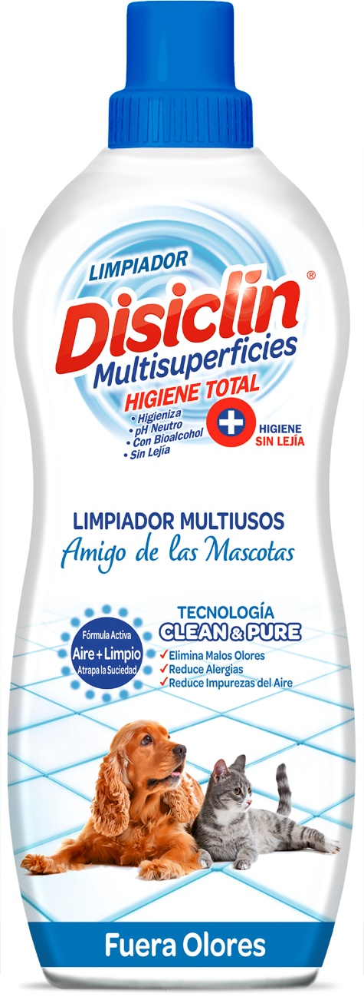 LIMPIADOR
Disiclín®
Multisuperficies
HIGIENE TOTAL
• Higieniza
• pH Neutro
• Con Bioalcohol
• Sin Lejía
HIGIENE
SIN LEJÍA
LIMPIADOR MULTIUSOS
Amigo de las Mascotas
Fórmula Activa
Aire + Limpio
Atrapa la Suciedad
TECNOLOGÍA
CLEAN & PURE
✓Elimina Malos Olores
✓Reduce Alergias
✓Reduce Impurezas del Aire
Fuera Olores